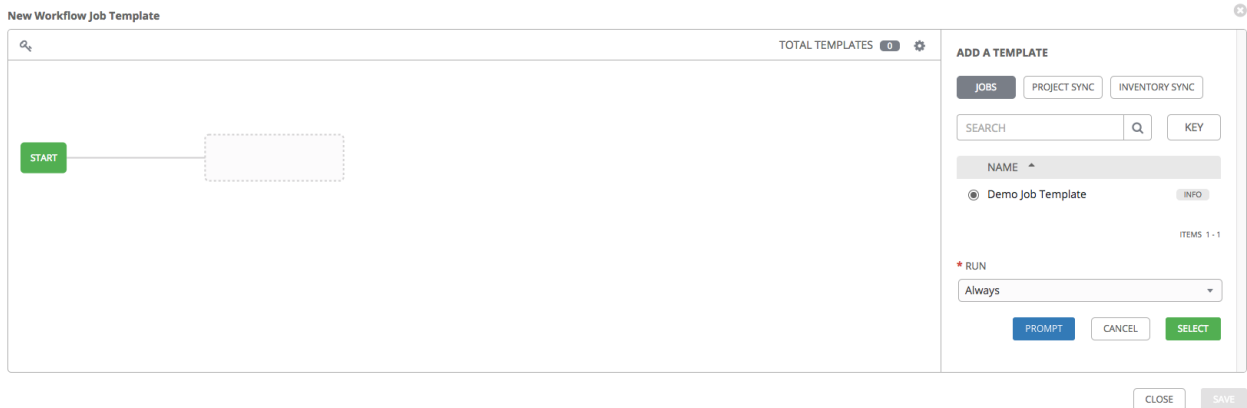 New Workflow Job Template
TOTAL TEMPLATES 0
START
ADD A TEMPLATE
JOBS PROJECT SYNC INVENTORY SYNC
SEARCH KEY
NAME
Demo Job Template INFO
ITEMS 1 - 1
* RUN
Always
PROMPT CANCEL SELECT
CLOSE SAVE